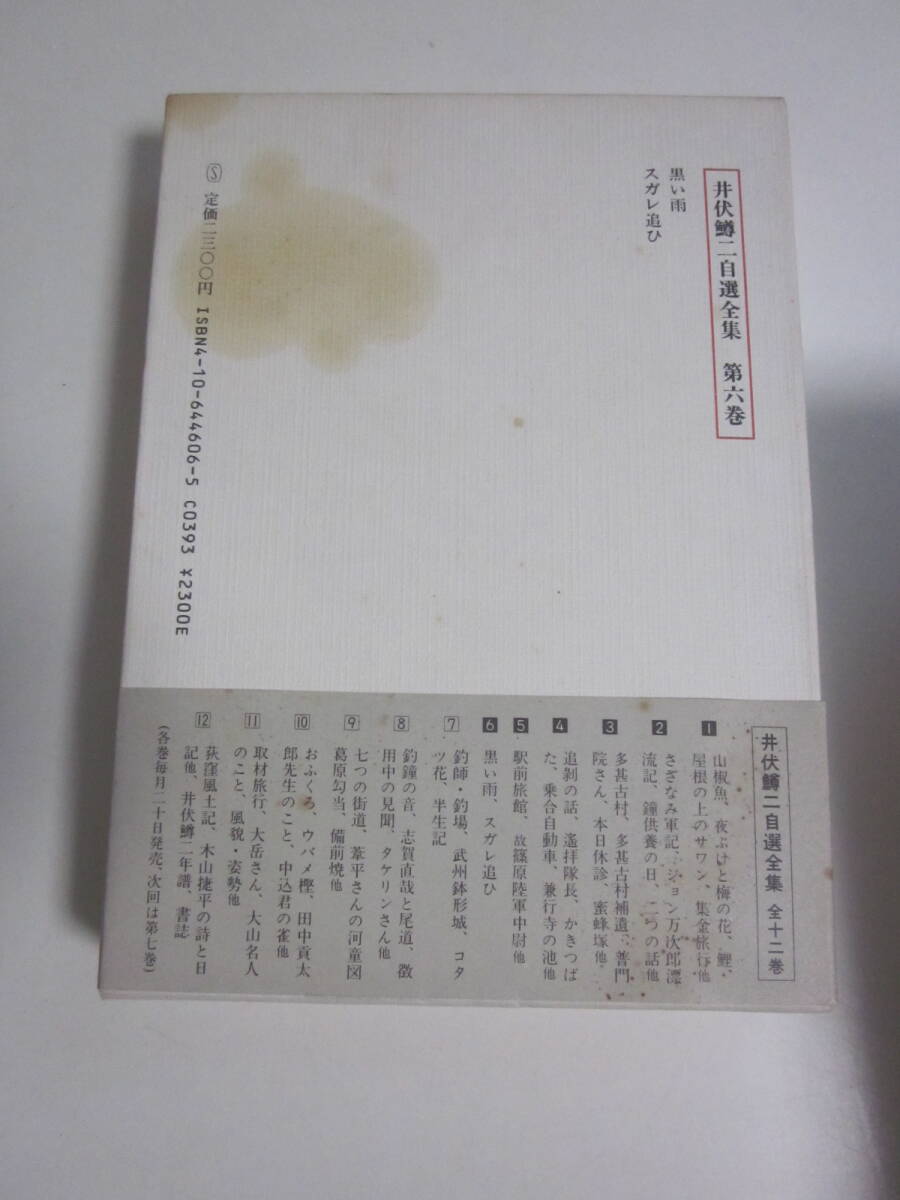 井伏鱒二自選全集 第六巻
黒い雨
スガレ追ひ
Ⓢ 定価二三〇〇円 ISBN4-10-644606-5 C0393 ¥2300E
井伏鱒二自選全集 全十二巻
1 山椒魚、夜ふけと梅の花、鯉、
屋根の上のサワン、集金旅行他
2 さざなみ軍記、ジョン万次郎漂
流記、鐘供養の日、二つの話他
3 多甚古村、多甚古村補遺、普門
院さん、本日休診、蜜蜂塚他
4 追剝の話、遙拝隊長、かきつば
た、乗合自動車、兼行寺の池他
5 駅前旅館、故篠原陸軍中尉他
6 黒い雨、スガレ追ひ
7 釣師・釣場、武州鉢形城、コタ
ツ花、半生記
8 釣鐘の音、志賀直哉と尾道、徴
用中の見聞、タケリンさん他
9 七つの街道、葦平さんの河童図
葛原勾当、備前焼他
10 おふくろ、ウバメ樫、田中貢太
郎先生のこと、中込君の雀他
11 取材旅行、大岳さん、大山名人
のこと、風貌・姿勢他
12 荻窪風土記、木山捷平の詩と日
記他、井伏鱒二年譜、書誌
(各巻毎月二十日発売、次回は第七巻)